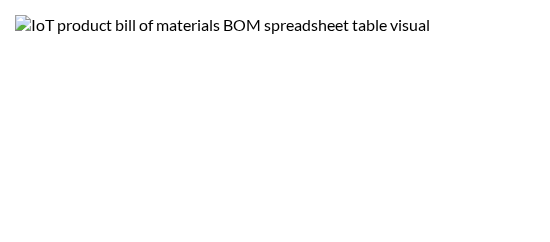 IoT product bill of materials BOM spreadsheet table visual